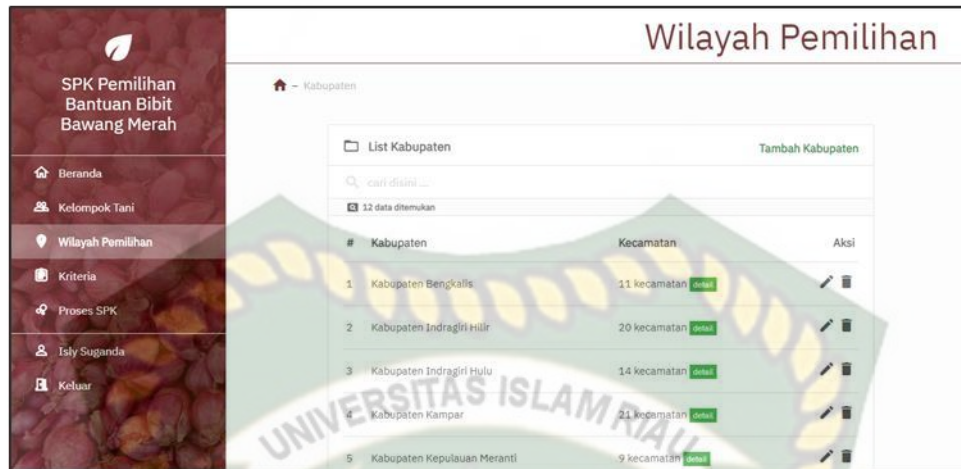 SPK Pemilihan
Bantuan Bibit
Bawang Merah
Beranda
Kelompok Tani
Wilayah Pemilihan
Kriteria
Proses SPK
Isly Suganda
Keluar
Wilayah Pemilihan
– Kabupaten
List Kabupaten Tambah Kabupaten
cari disini ...
12 data ditemukan
# Kabupaten Kecamatan Aksi
1 Kabupaten Bengkalis 11 kecamatan detail
2 Kabupaten Indragiri Hilir 20 kecamatan detail
3 Kabupaten Indragiri Hulu 14 kecamatan detail
4 Kabupaten Kampar 21 kecamatan detail
5 Kabupaten Kepulauan Meranti 9 kecamatan detail
UNIVERSITAS ISLAM RIAU